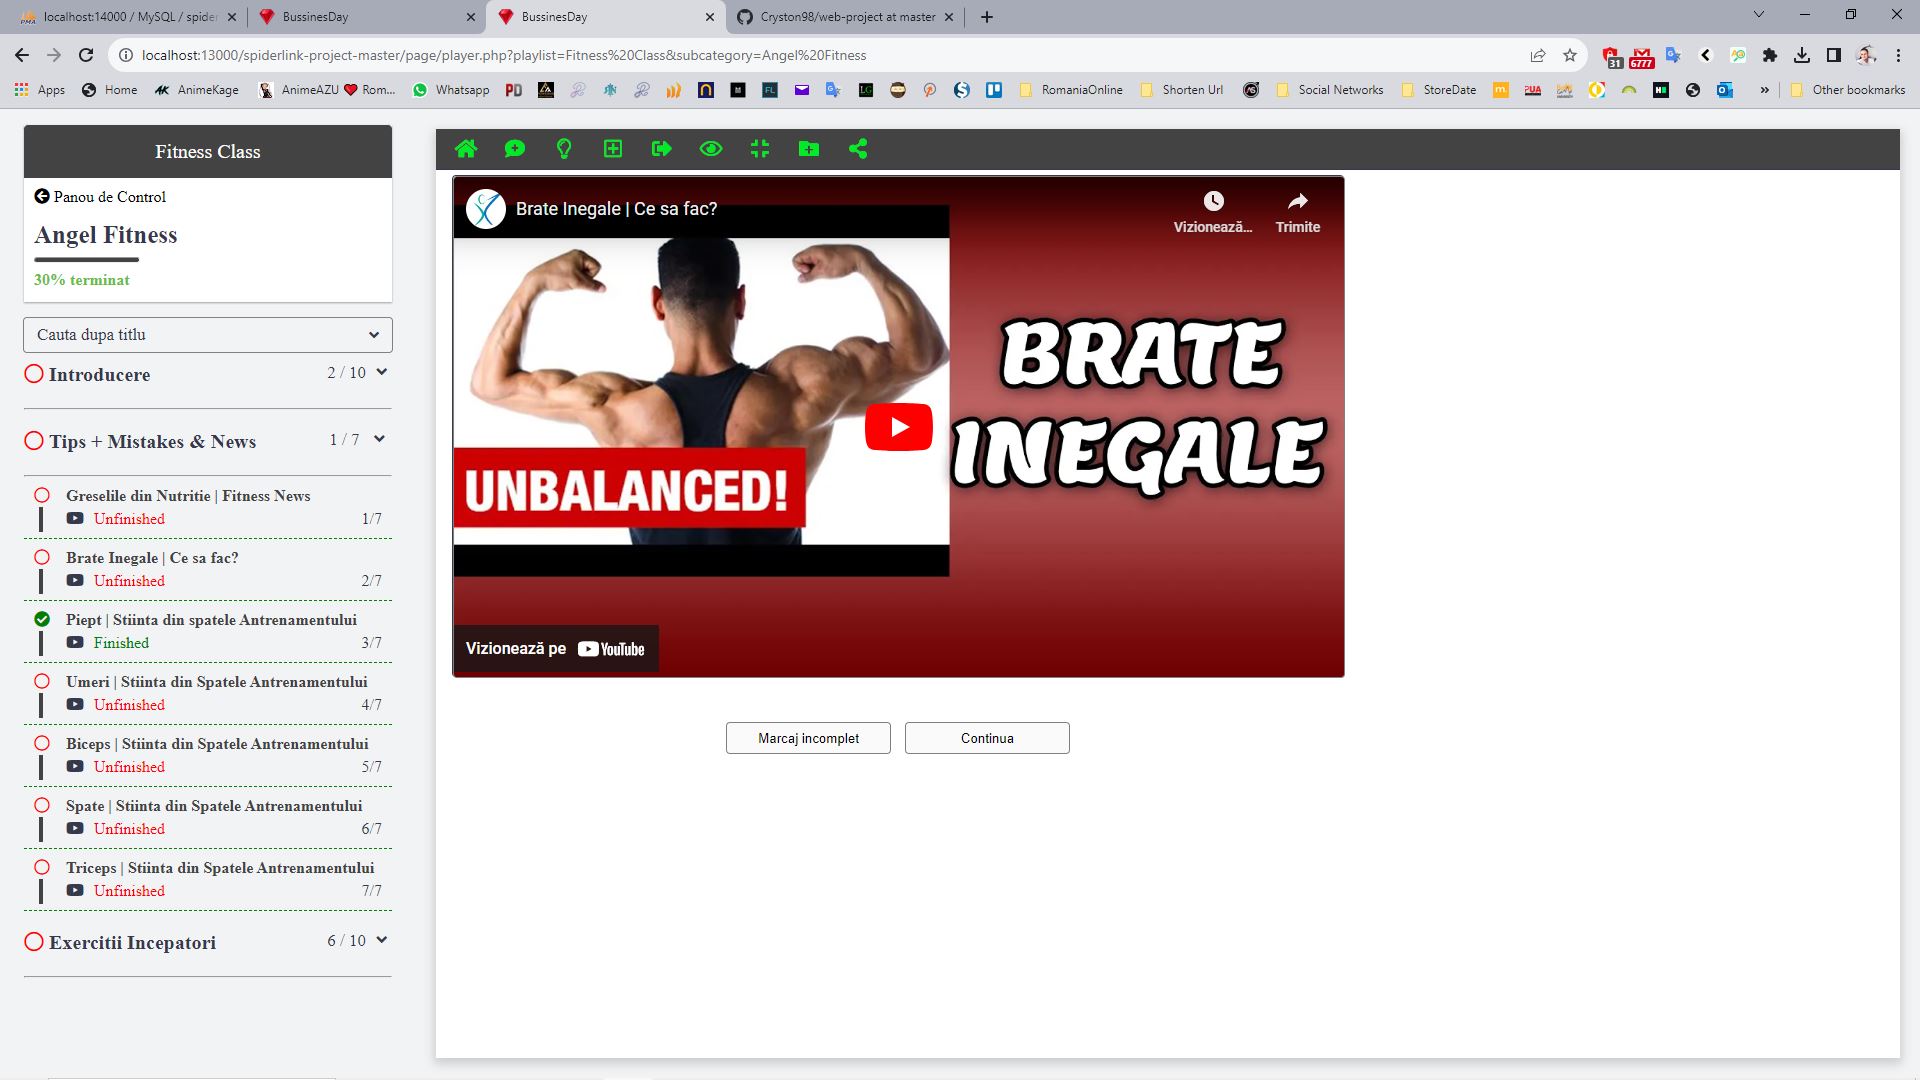 localhost:14000 / MySQL / spider
BussinesDay
BussinesDay
Cryston98/web-project at master
localhost:13000/spiderlink-project-master/page/player.php?playlist=Fitness%20Class&subcategory=Angel%20Fitness
31
6777
Apps
Home
AnimeKage
AnimeAZU
Rom...
Whatsapp
RomaniaOnline
Shorten Url
Social Networks
StoreDate
»
Other bookmarks
Fitness Class
Panou de Control
Angel Fitness
30% terminat
Cauta dupa titlu
Introducere 2 / 10
Tips + Mistakes & News 1 / 7
Greselile din Nutritie | Fitness News
Unfinished 1/7
Brate Inegale | Ce sa fac?
Unfinished 2/7
Piept | Stiinta din spatele Antrenamentului
Finished 3/7
Umeri | Stiinta din Spatele Antrenamentului
Unfinished 4/7
Biceps | Stiinta din Spatele Antrenamentului
Unfinished 5/7
Spate | Stiinta din Spatele Antrenamentului
Unfinished 6/7
Triceps | Stiinta din Spatele Antrenamentului
Unfinished 7/7
Exercitii Incepatori 6 / 10
Brate Inegale | Ce sa fac?
Vizionează...
Trimite
BRATE
INEGALE
UNBALANCED!
Vizionează pe YouTube
Marcaj incomplet
Continua